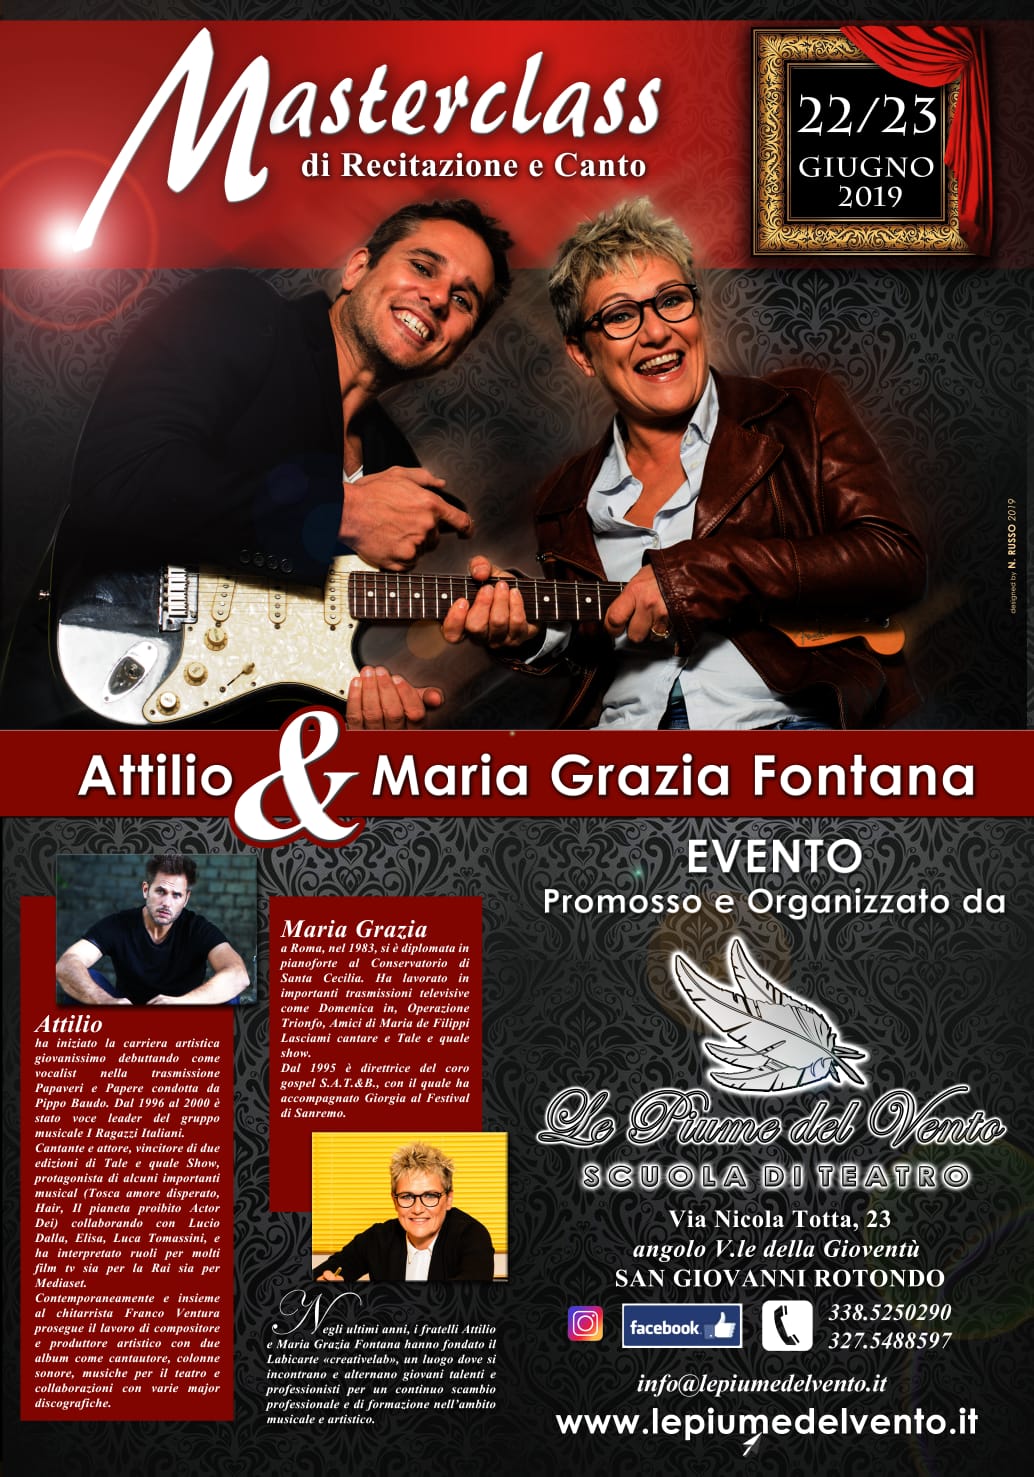 Masterclass
di Recitazione e Canto
22/23
GIUGNO
2019
designed by N. RUSSO 2019
Attilio & Maria Grazia Fontana
Attilio
ha iniziato la carriera artistica
giovanissimo debuttando come
vocalist nella trasmissione
Papaveri e Papere condotta da
Pippo Baudo. Dal 1996 al 2000 è
stato voce leader del gruppo
musicale I Ragazzi Italiani.
Cantante e attore, vincitore di due
edizioni di Tale e quale Show,
protagonista di alcuni importanti
musical (Tosca amore disperato,
Hair, Il pianeta proibito Actor
Dei) collaborando con Lucio
Dalla, Elisa, Luca Tomassini, e
ha interpretato ruoli per molti
film tv sia per la Rai sia per
Mediaset.
Contemporaneamente e insieme
al chitarrista Franco Ventura
prosegue il lavoro di compositore
e produttore artistico con due
album come cantautore, colonne
sonore, musiche per il teatro e
collaborazioni con varie major
discografiche.
Maria Grazia
a Roma, nel 1983, si è diplomata in
pianoforte al Conservatorio di
Santa Cecilia. Ha lavorato in
importanti trasmissioni televisive
come Domenica in, Operazione
Trionfo, Amici di Maria de Filippi
Lasciami cantare e Tale e quale
show.
Dal 1995 è direttrice del coro
gospel S.A.T.&B., con il quale ha
accompagnato Giorgia al Festival
di Sanremo.
Negli ultimi anni, i fratelli Attilio
e Maria Grazia Fontana hanno fondato il
Labicarte «creativelab», un luogo dove si
incontrano e alternano giovani talenti e
professionisti per un continuo scambio
professionale e di formazione nell'ambito
musicale e artistico.
EVENTO
Promosso e Organizzato da
Le Piume del Vento
SCUOLA DI TEATRO
Via Nicola Totta, 23
angolo V.le della Gioventù
SAN GIOVANNI ROTONDO
facebook
338.5250290
327.5488597
info@lepiumedelvento.it
www.lepiumedelvento.it